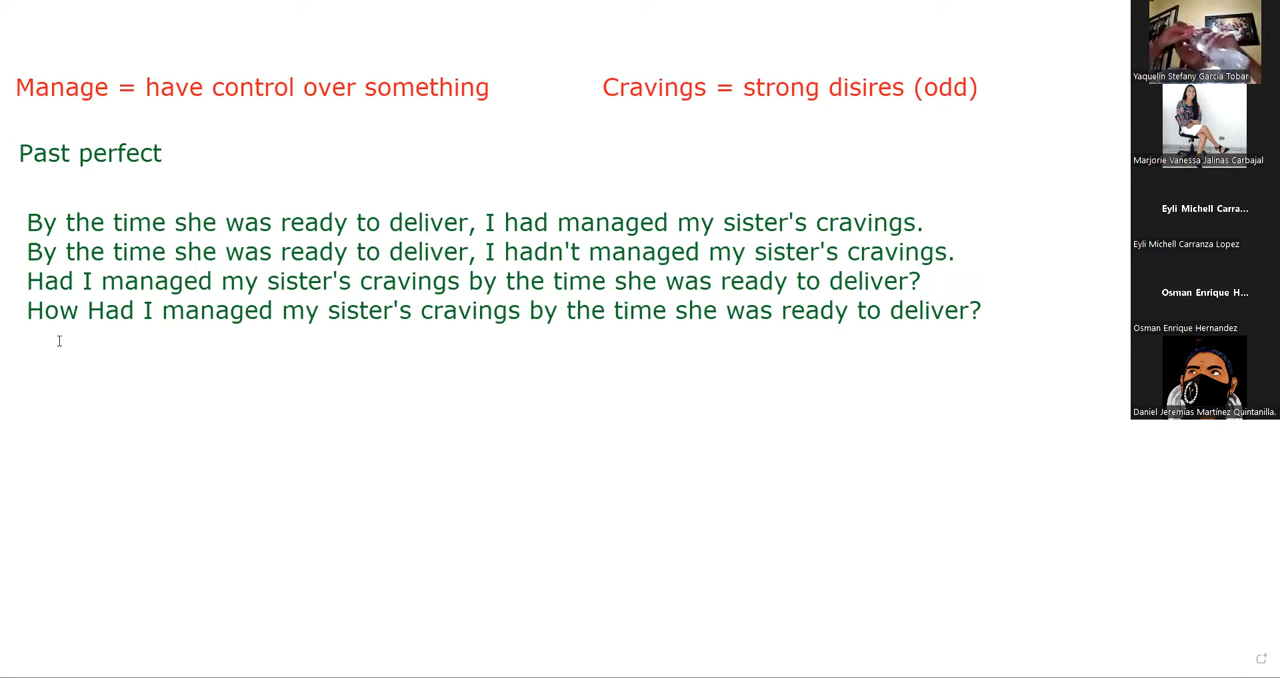 Manage = have control over something
Cravings = strong disires (odd)
Past perfect
By the time she was ready to deliver, I had managed my sister's cravings.
By the time she was ready to deliver, I hadn't managed my sister's cravings.
Had I managed my sister's cravings by the time she was ready to deliver?
How Had I managed my sister's cravings by the time she was ready to deliver?
Yaquelin Stefany García Tobar
Marjorie Vanessa Jalinas Carbajal
Eyli Michell Carra...
Eyli Michell Carranza Lopez
Osman Enrique H...
Osman Enrique Hernandez
Daniel Jeremias Martínez Quintanilla.